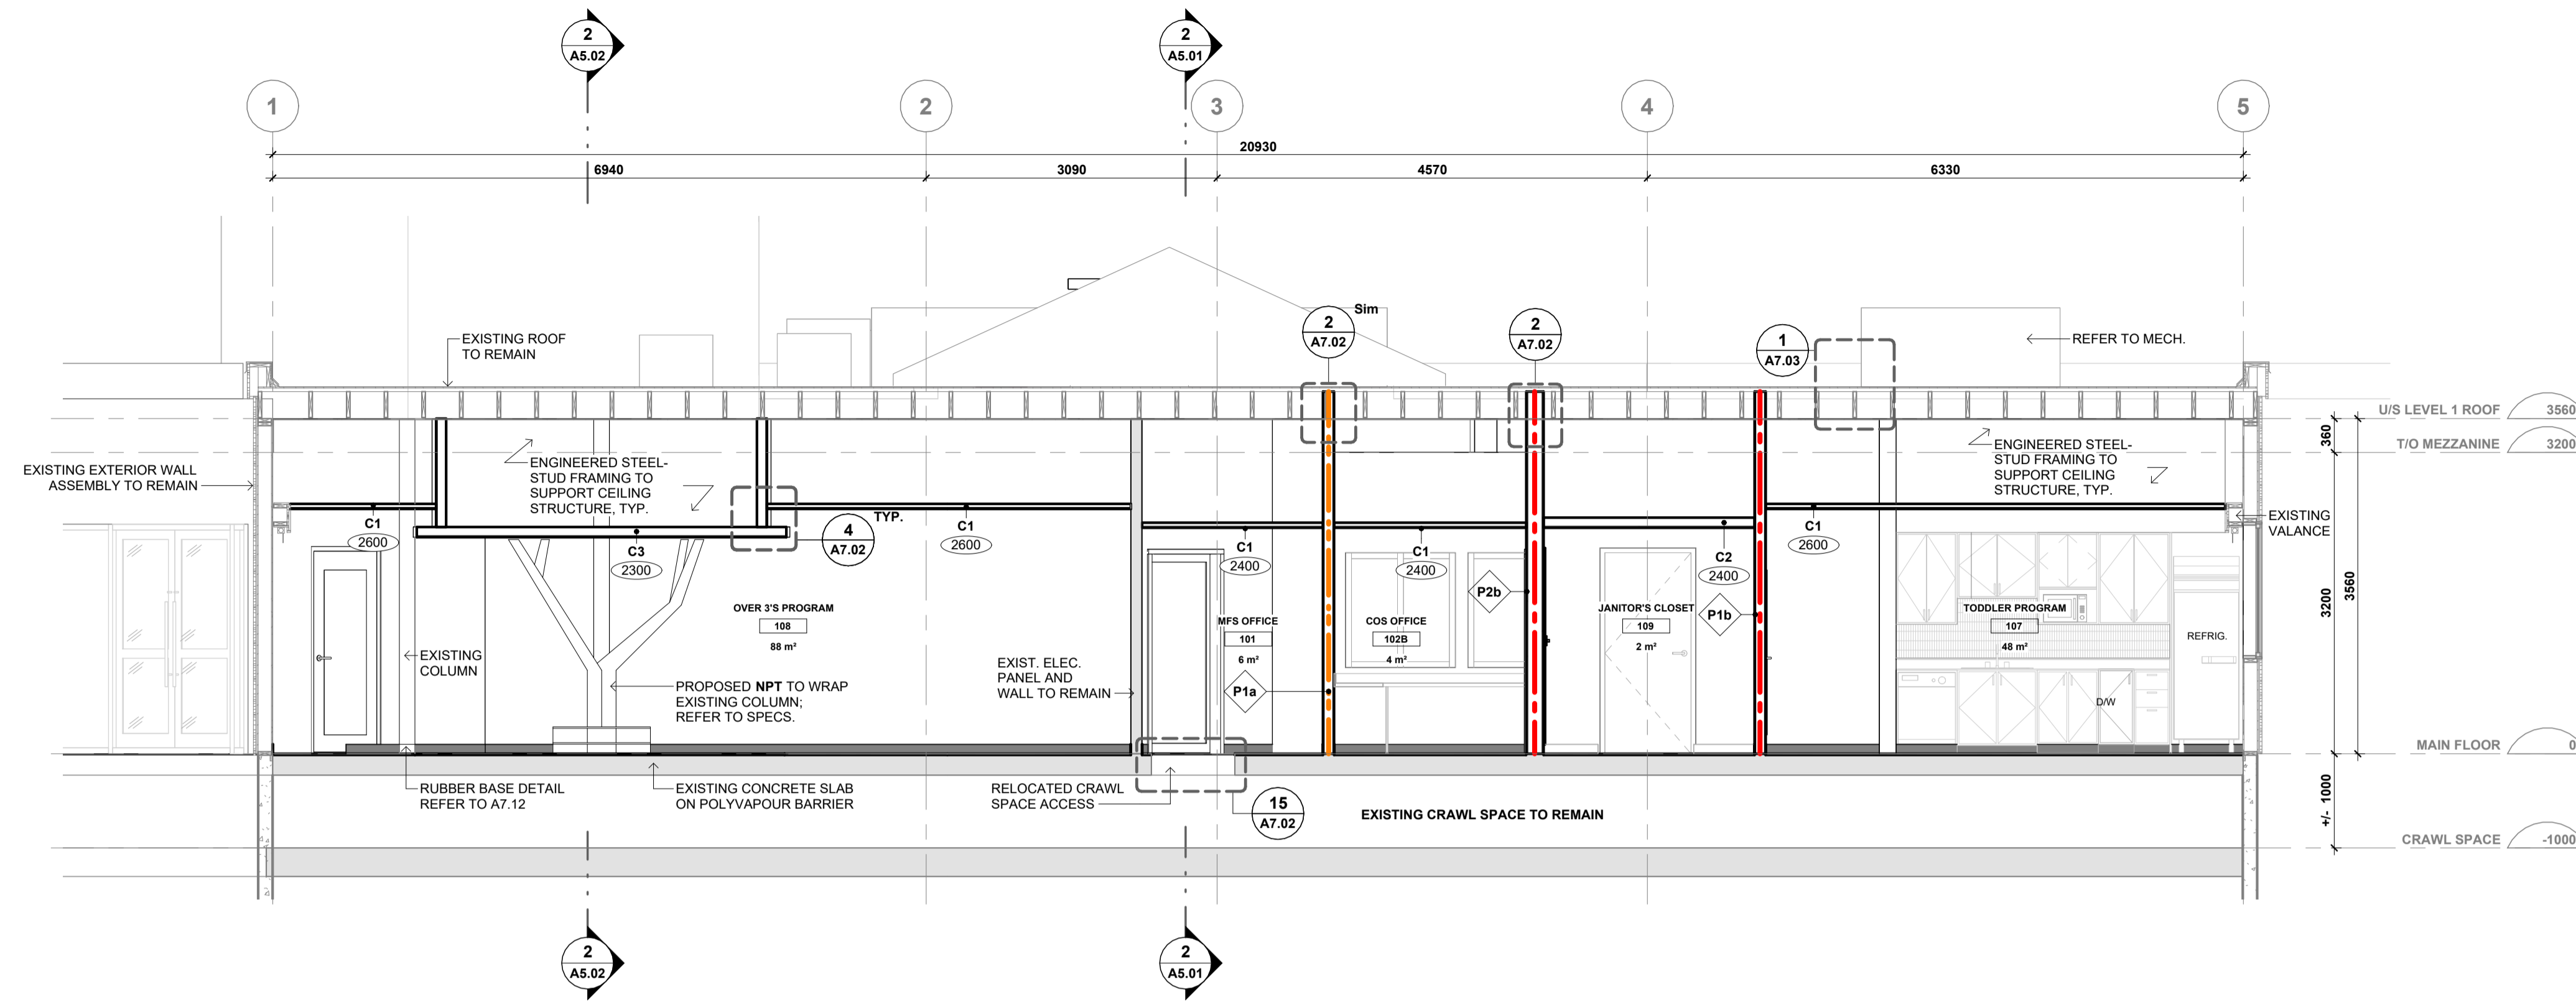 2
A5.02
2
A5.01
1
2
3
4
5
20930
6940
3090
4570
6330
2
A7.02
Sim
2
A7.02
1
A7.03
EXISTING ROOF
TO REMAIN
REFER TO MECH.
U/S LEVEL 1 ROOF
3560
T/O MEZZANINE
3200
360
3200
3560
EXISTING EXTERIOR WALL
ASSEMBLY TO REMAIN
ENGINEERED STEEL-
STUD FRAMING TO
SUPPORT CEILING
STRUCTURE, TYP.
ENGINEERED STEEL-
STUD FRAMING TO
SUPPORT CEILING
STRUCTURE, TYP.
C1
2600
C3
2300
4
A7.02
TYP.
C1
2600
C1
2400
C1
2400
C2
2400
C1
2600
EXISTING
VALANCE
P2b
P1b
OVER 3'S PROGRAM
108
88 m²
MFS OFFICE
101
6 m²
COS OFFICE
102B
4 m²
JANITOR'S CLOSET
109
2 m²
TODDLER PROGRAM
107
48 m²
REFRIG.
D/W
P1a
EXISTING
COLUMN
PROPOSED NPT TO WRAP
EXISTING COLUMN;
REFER TO SPECS.
EXIST. ELEC.
PANEL AND
WALL TO REMAIN
MAIN FLOOR
0
RUBBER BASE DETAIL
REFER TO A7.12
EXISTING CONCRETE SLAB
ON POLYVAPOUR BARRIER
RELOCATED CRAWL
SPACE ACCESS
15
A7.02
EXISTING CRAWL SPACE TO REMAIN
+/- 1000
CRAWL SPACE
-1000
2
A5.02
2
A5.01